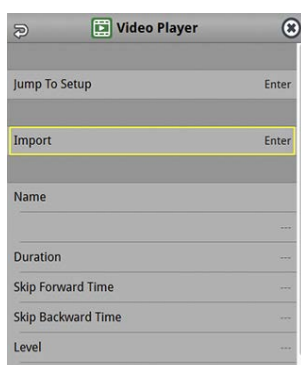 Video Player
Jump To Setup Enter
Import Enter
Name
---
Duration ---
Skip Forward Time ---
Skip Backward Time ---
Level ---